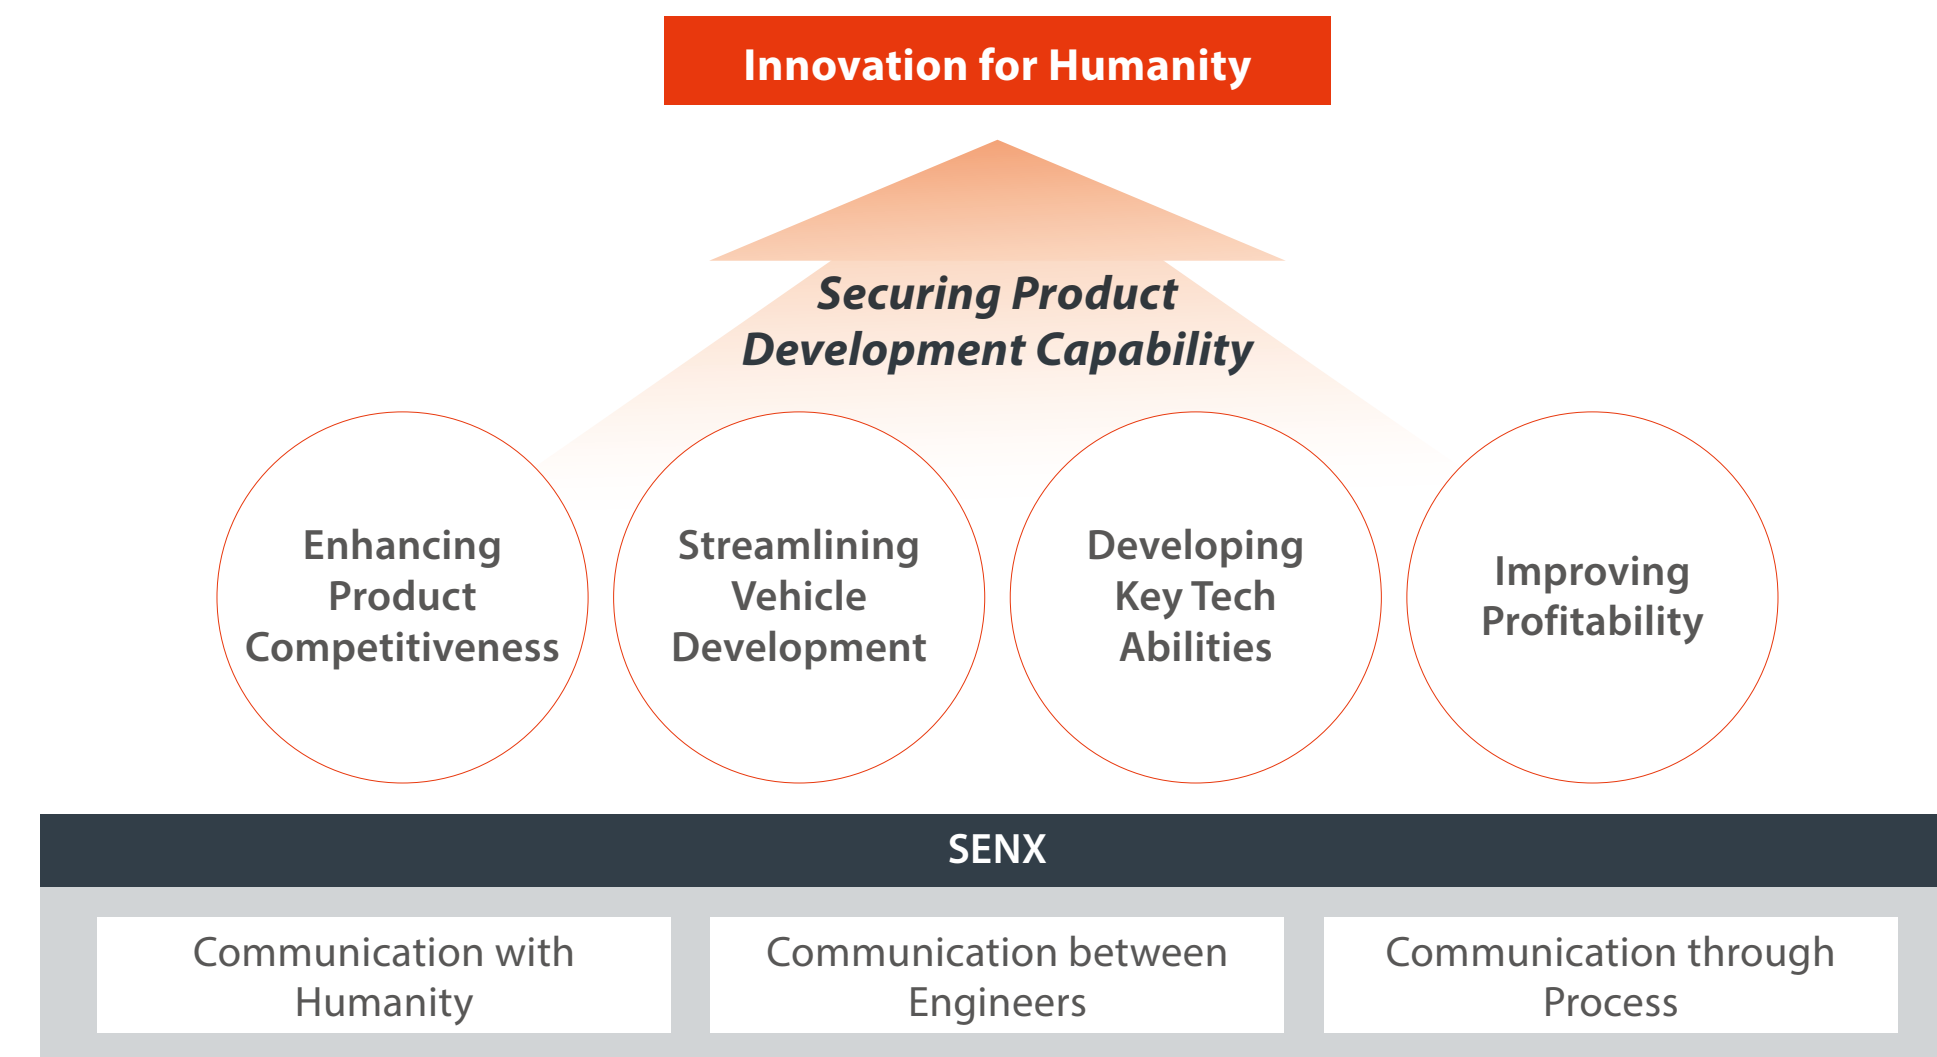 Innovation for Humanity
Securing Product
Development Capability
Enhancing
Product
Competitiveness
Streamlining
Vehicle
Development
Developing
Key Tech
Abilities
Improving
Profitability
SENX
Communication with
Humanity
Communication between
Engineers
Communication through
Process